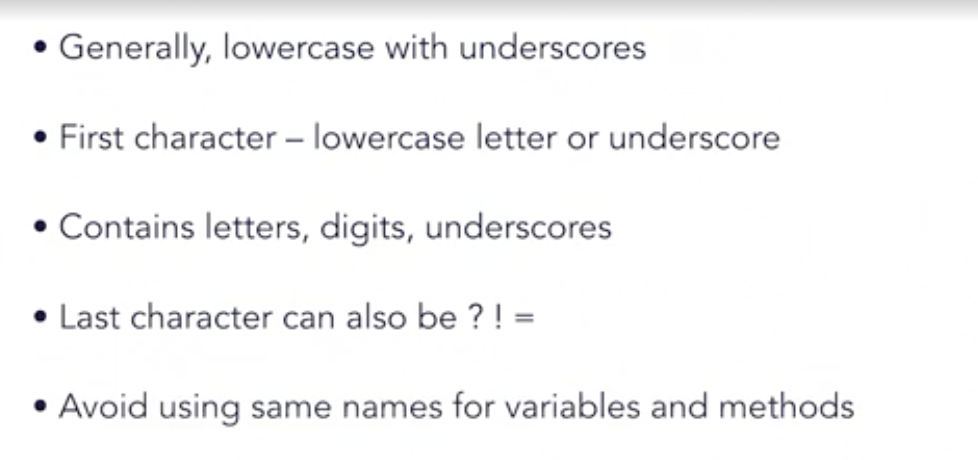 • Generally, lowercase with underscores
• First character – lowercase letter or underscore
• Contains letters, digits, underscores
• Last character can also be ? ! =
• Avoid using same names for variables and methods